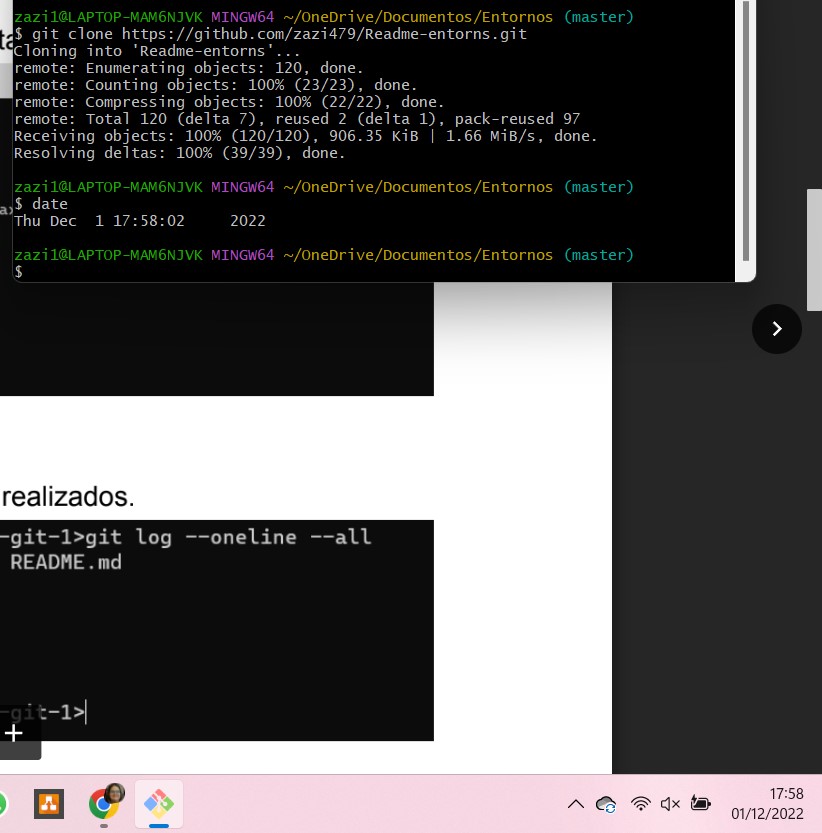 zazi1@LAPTOP-MAM6NJVK MINGW64 ~/OneDrive/Documentos/Entornos (master)
$ git clone https://github.com/zazi479/Readme-entorns.git
Cloning into 'Readme-entorns'...
remote: Enumerating objects: 120, done.
remote: Counting objects: 100% (23/23), done.
remote: Compressing objects: 100% (22/22), done.
remote: Total 120 (delta 7), reused 2 (delta 1), pack-reused 97
Receiving objects: 100% (120/120), 906.35 KiB | 1.66 MiB/s, done.
Resolving deltas: 100% (39/39), done.
zazi1@LAPTOP-MAM6NJVK MINGW64 ~/OneDrive/Documentos/Entornos (master)
$ date
Thu Dec  1 17:58:02     2022
zazi1@LAPTOP-MAM6NJVK MINGW64 ~/OneDrive/Documentos/Entornos (master)
$
realizados.
-git-1>git log --oneline --all
README.md
-git-1>
17:58
01/12/2022